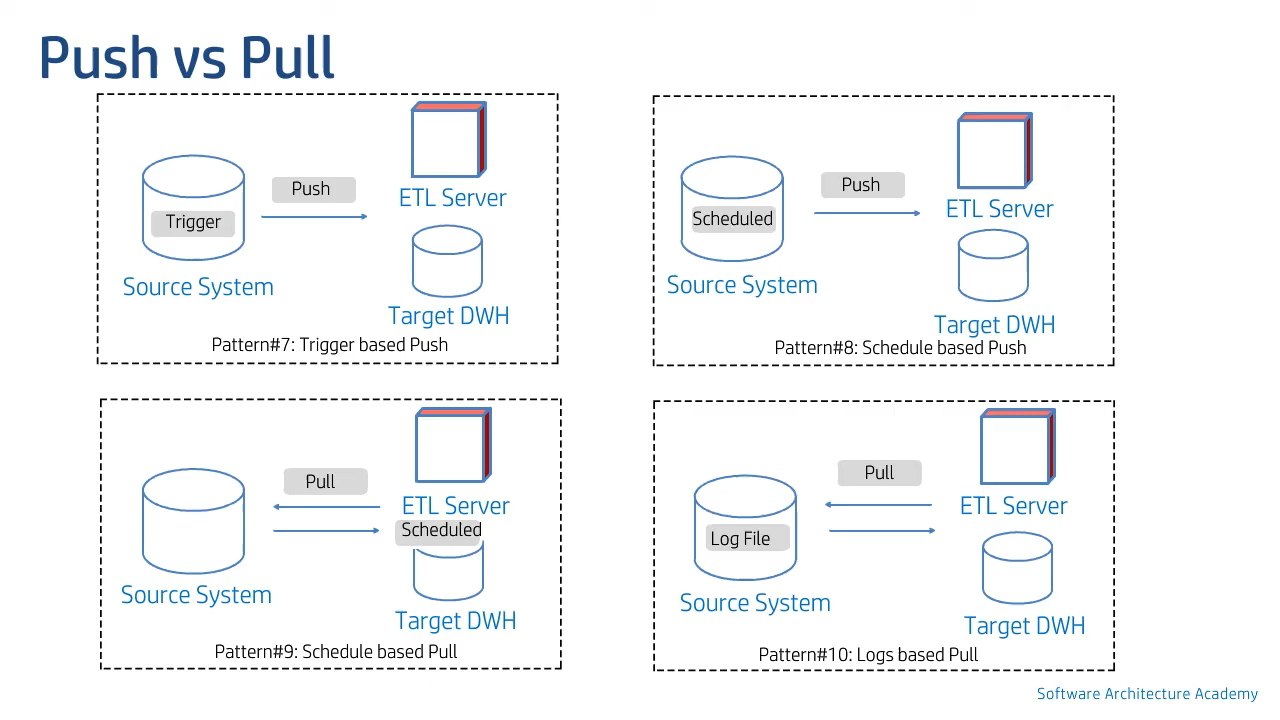 Push vs Pull
Push
ETL Server
Trigger
Source System
Target DWH
Pattern#7: Trigger based Push
Push
ETL Server
Scheduled
Source System
Target DWH
Pattern#8: Schedule based Push
Pull
ETL Server
Scheduled
Source System
Target DWH
Pattern#9: Schedule based Pull
Pull
ETL Server
Log File
Source System
Target DWH
Pattern#10: Logs based Pull
Software Architecture Academy